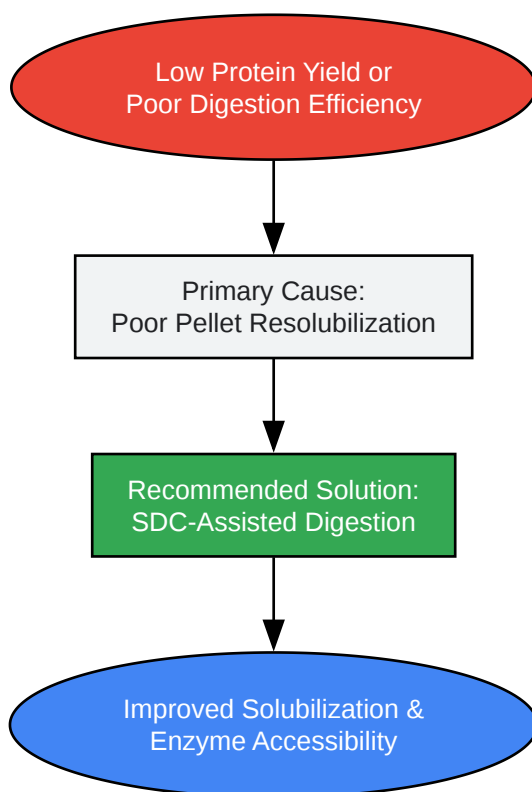 Low Protein Yield or
Poor Digestion Efficiency
Primary Cause:
Poor Pellet Resolubilization
Recommended Solution:
SDC-Assisted Digestion
Improved Solubilization &
Enzyme Accessibility